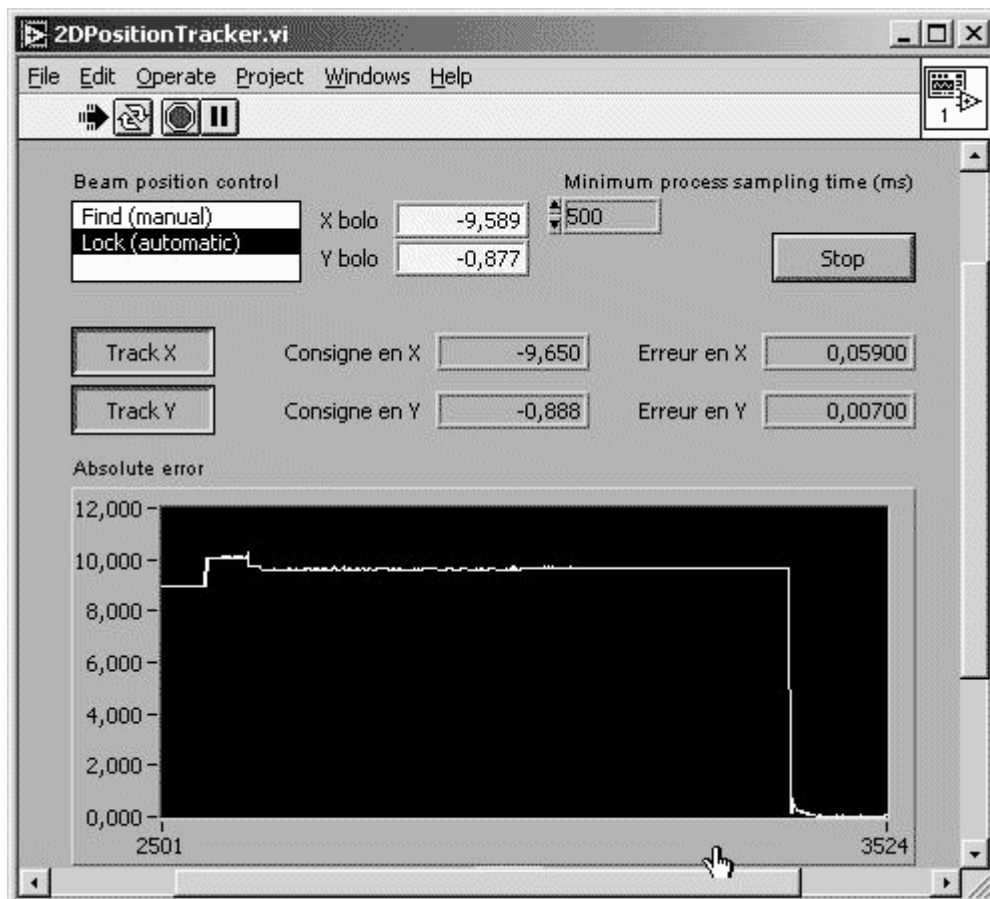 2DPositionTracker.vi
File Edit Operate Project Windows Help
1
Beam position control
Minimum process sampling time (ms)
Find (manual)
Lock (automatic)
X bolo -9,589
500
Y bolo -0,877
Stop
Track X Consigne en X -9,650 Erreur en X 0,05900
Track Y Consigne en Y -0,888 Erreur en Y 0,00700
Absolute error
12,000
10,000
8,000
6,000
4,000
2,000
0,000
2501 3524